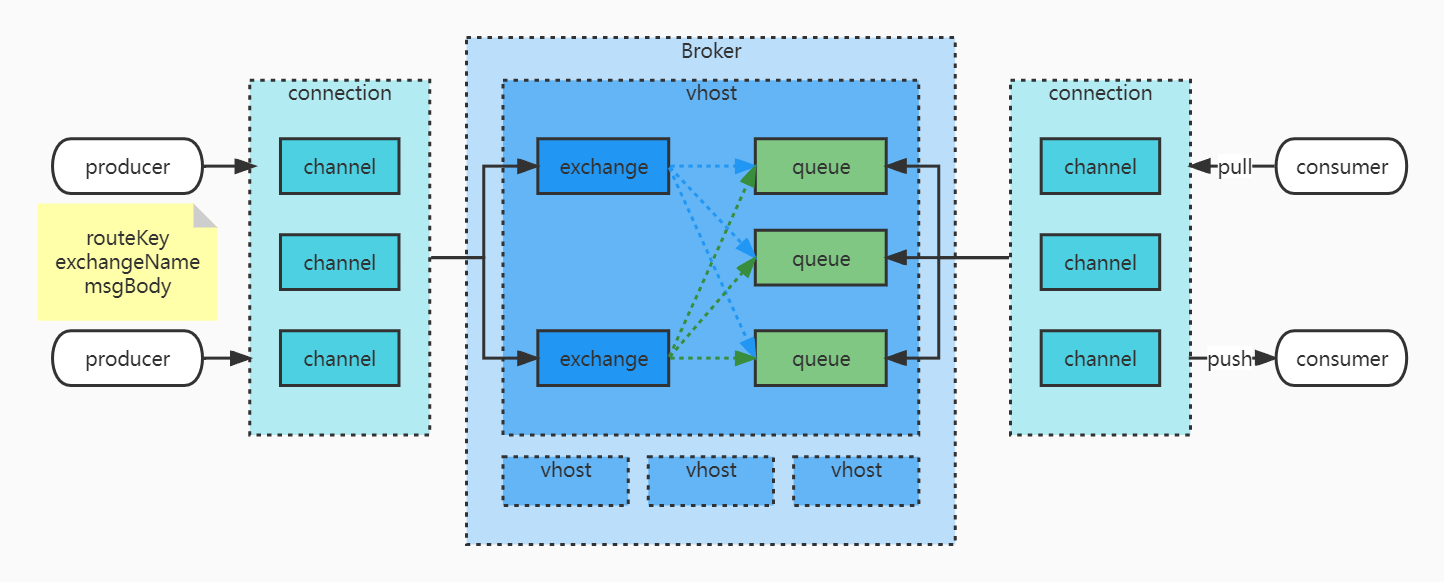 Broker
connection
vhost
connection
producer
channel
exchange
queue
channel
pull
consumer
routeKey
exchangeName
msgBody
channel
queue
channel
producer
channel
exchange
queue
channel
push
consumer
vhost
vhost
vhost